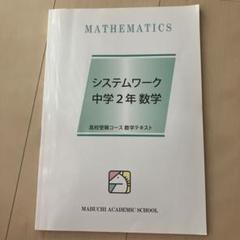 MATHEMATICS
システムワーク
中学2年 数学
高校受験コース 数学テキスト
MABUCHI ACADEMIC SCHOOL